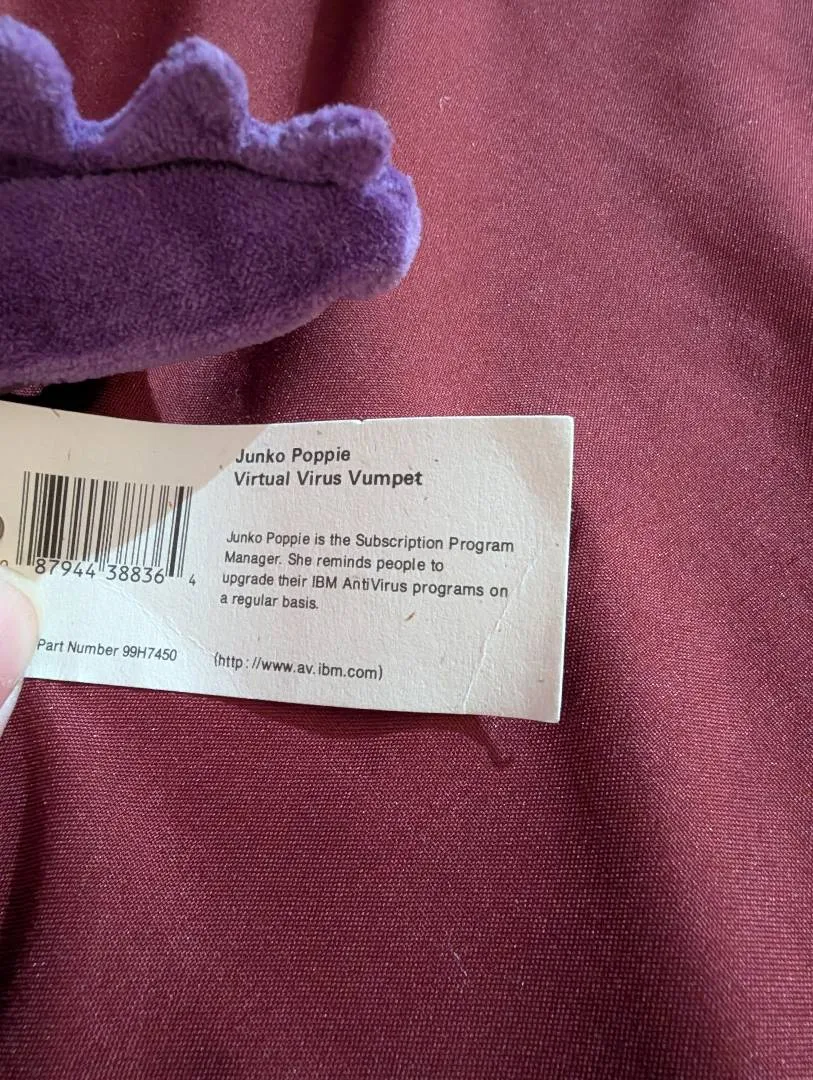 Junko Poppie
Virtual Virus Vumpet
Junko Poppie is the Subscription Program
Manager. She reminds people to
upgrade their IBM AntiVirus programs on
a regular basis.
87944 38836 4
Part Number 99H7450
(http://www.av.ibm.com)